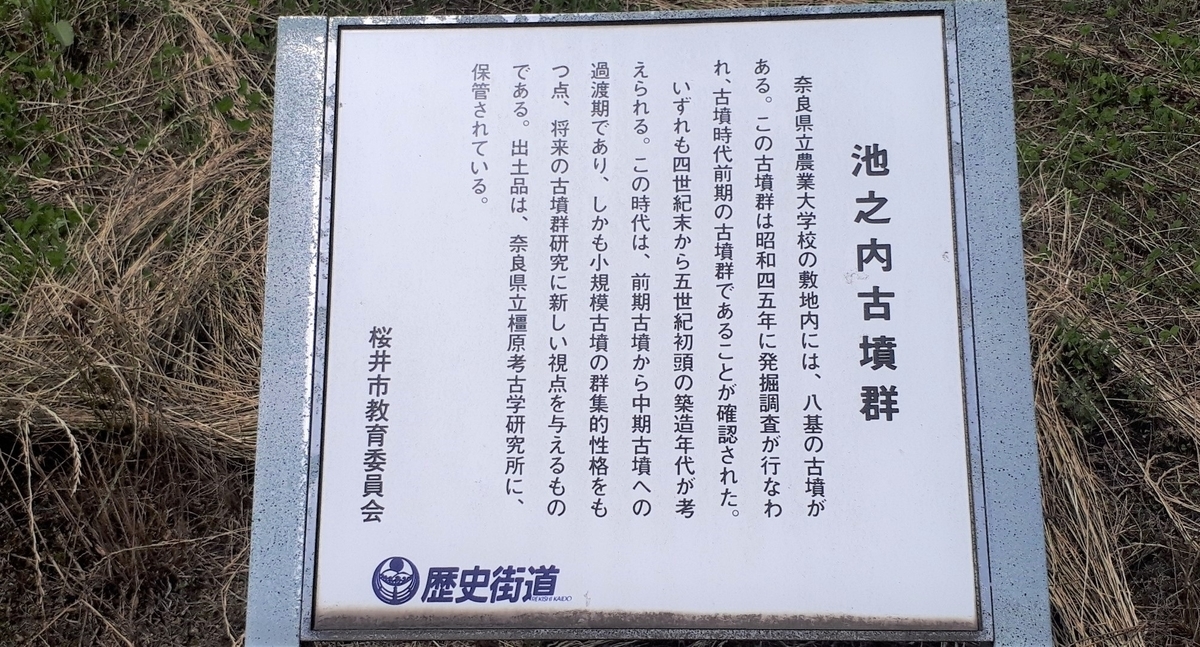 池之内古墳群
奈良県立農業大学校の敷地内には、八基の古墳が
ある。この古墳群は昭和四五年に発掘調査が行なわ
れ、古墳時代前期の古墳群であることが確認された。
いずれも四世紀末から五世紀初頭の築造年代が考
えられる。この時代は、前期古墳から中期古墳への
過渡期であり、しかも小規模古墳の群集的性格をも
つ点、将来の古墳群研究に新しい視点を与えるもの
である。出土品は、奈良県立橿原考古学研究所に、
保管されている。
桜井市教育委員会
歴史街道
REKISHI KAIDO